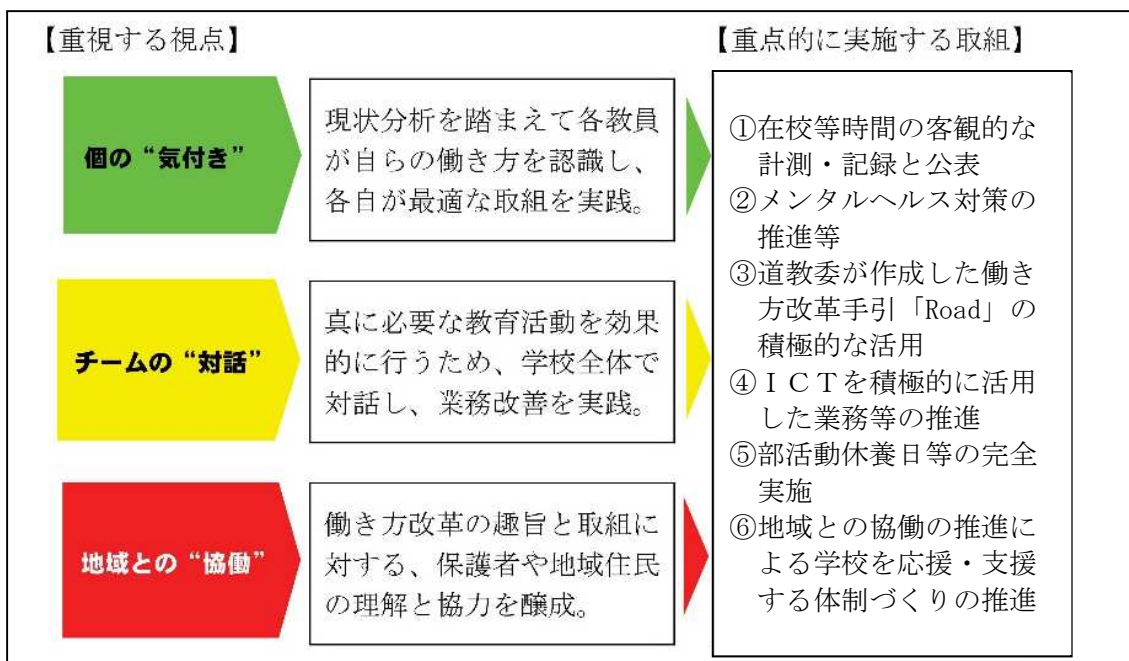 【重視する視点】
【重点的に実施する取組】
個の“気付き”
現状分析を踏まえて各教員
が自らの働き方を認識し、
各自が最適な取組を実践。
チームの“対話”
真に必要な教育活動を効果
的に行うため、学校全体で
対話し、業務改善を実践。
地域との“協働”
働き方改革の趣旨と取組に
対する、保護者や地域住民
の理解と協力を醸成。
①在校等時間の客観的な
計測・記録と公表
②メンタルヘルス対策の
推進等
③道教委が作成した働き
方改革手引「Road」の
積極的な活用
④ＩＣＴを積極的に活用
した業務等の推進
⑤部活動休養日等の完全
実施
⑥地域との協働の推進によ
る学校を応援・支援
する体制づくりの推進